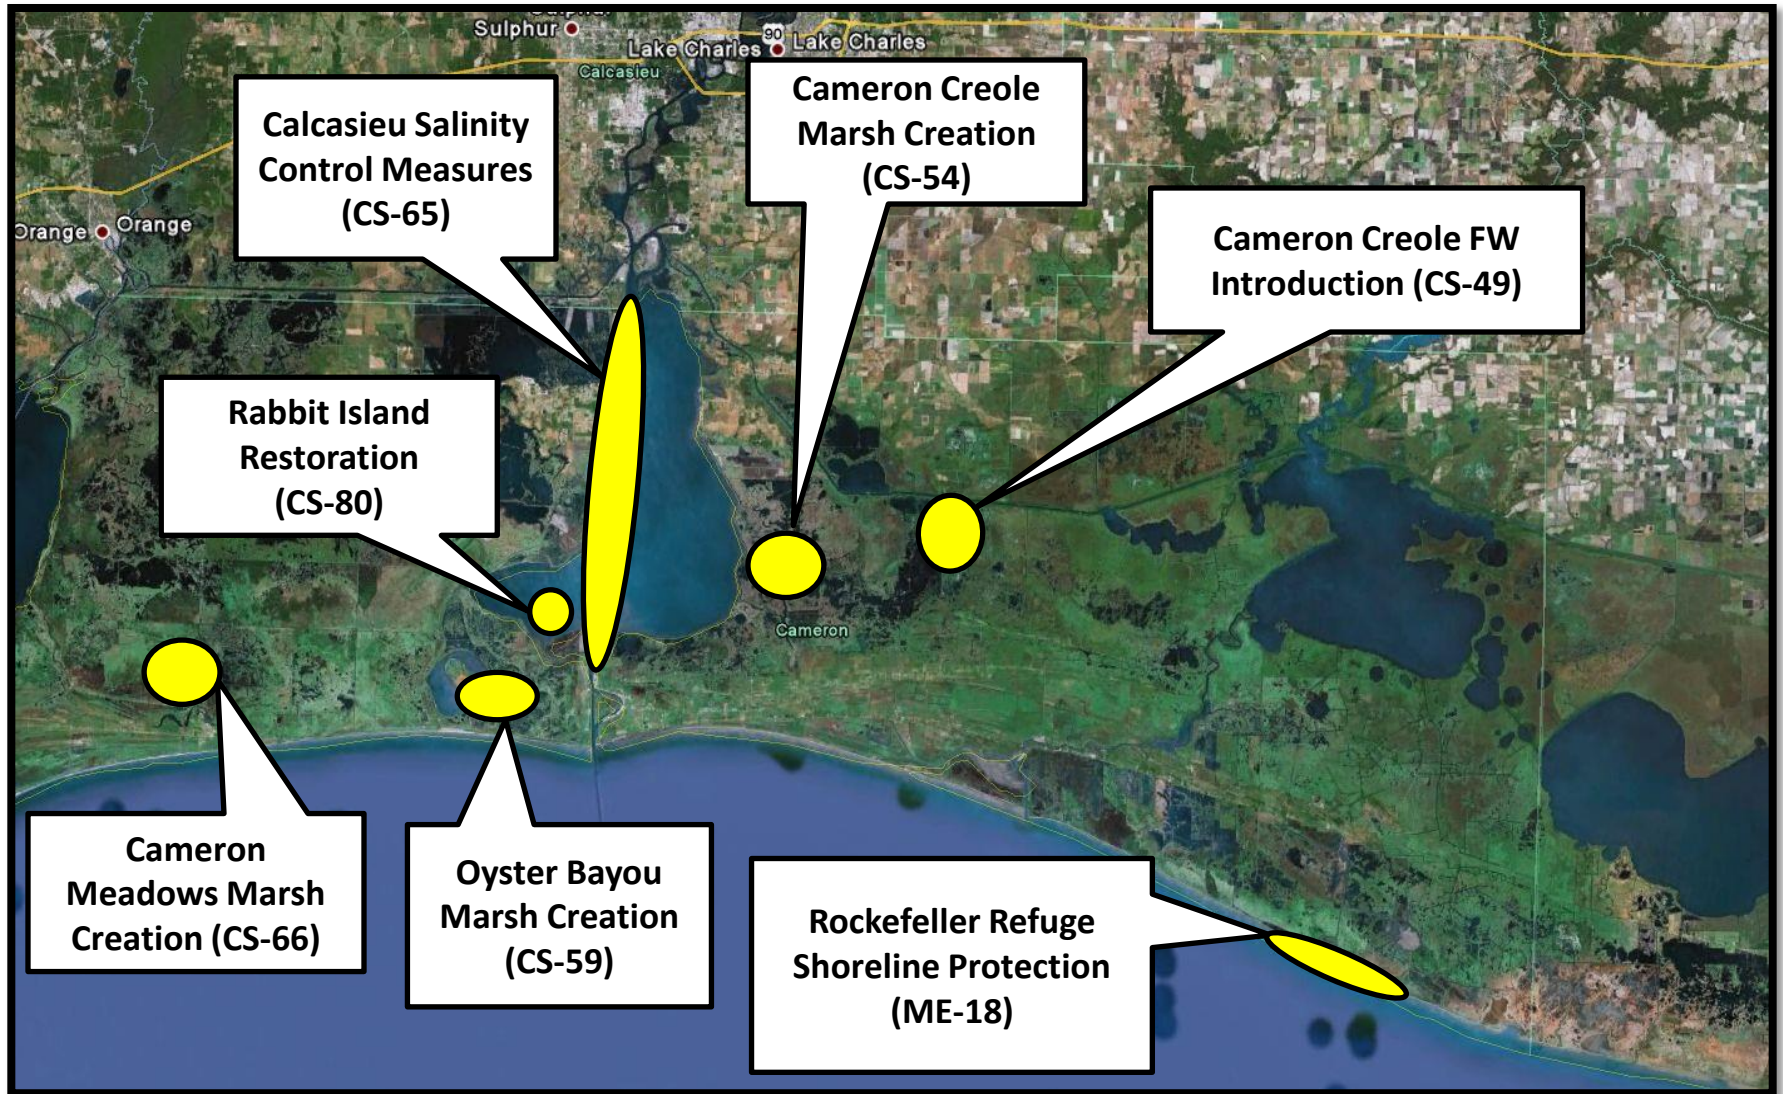 Sulphur
90
Lake Charles
Lake Charles
Calcasieu
Cameron Creole
Marsh Creation
(CS-54)
Calcasieu Salinity
Control Measures
(CS-65)
Orange
Orange
Cameron Creole FW
Introduction (CS-49)
Rabbit Island
Restoration
(CS-80)
Cameron
Cameron
Meadows Marsh
Creation (CS-66)
Oyster Bayou
Marsh Creation
(CS-59)
Rockefeller Refuge
Shoreline Protection
(ME-18)